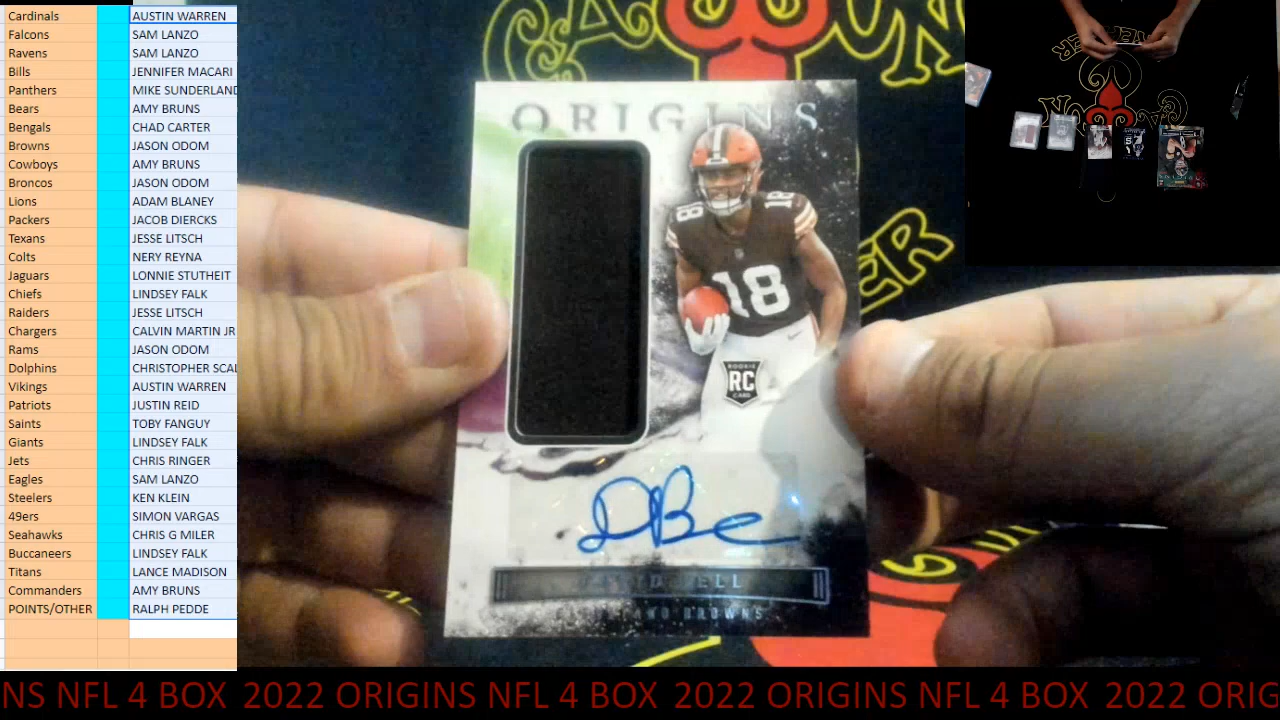 Cardinals AUSTIN WARREN
Falcons SAM LANZO
Ravens SAM LANZO
Bills JENNIFER MACARI
Panthers MIKE SUNDERLAND
Bears AMY BRUNS
Bengals CHAD CARTER
Browns JASON ODOM
Cowboys AMY BRUNS
Broncos JASON ODOM
Lions ADAM BLANEY
Packers JACOB DIERCKS
Texans JESSE LITSCH
Colts NERY REYNA
Jaguars LONNIE STUTHEIT
Chiefs LINDSEY FALK
Raiders JESSE LITSCH
Chargers CALVIN MARTIN JR
Rams JASON ODOM
Dolphins CHRISTOPHER SCAL
Vikings AUSTIN WARREN
Patriots JUSTIN REID
Saints TOBY FANGUY
Giants LINDSEY FALK
Jets CHRIS RINGER
Eagles SAM LANZO
Steelers KEN KLEIN
49ers SIMON VARGAS
Seahawks CHRIS G MILER
Buccaneers LINDSEY FALK
Titans LANCE MADISON
Commanders AMY BRUNS
POINTS/OTHER RALPH PEDDE
ORIGINS
18 18
18
ROOKIE
RC
CARD
BROWNS
NS NFL 4 BOX 2022 ORIGINS NFL 4 BOX 2022 ORIGINS NFL 4 BOX 2022 ORIG